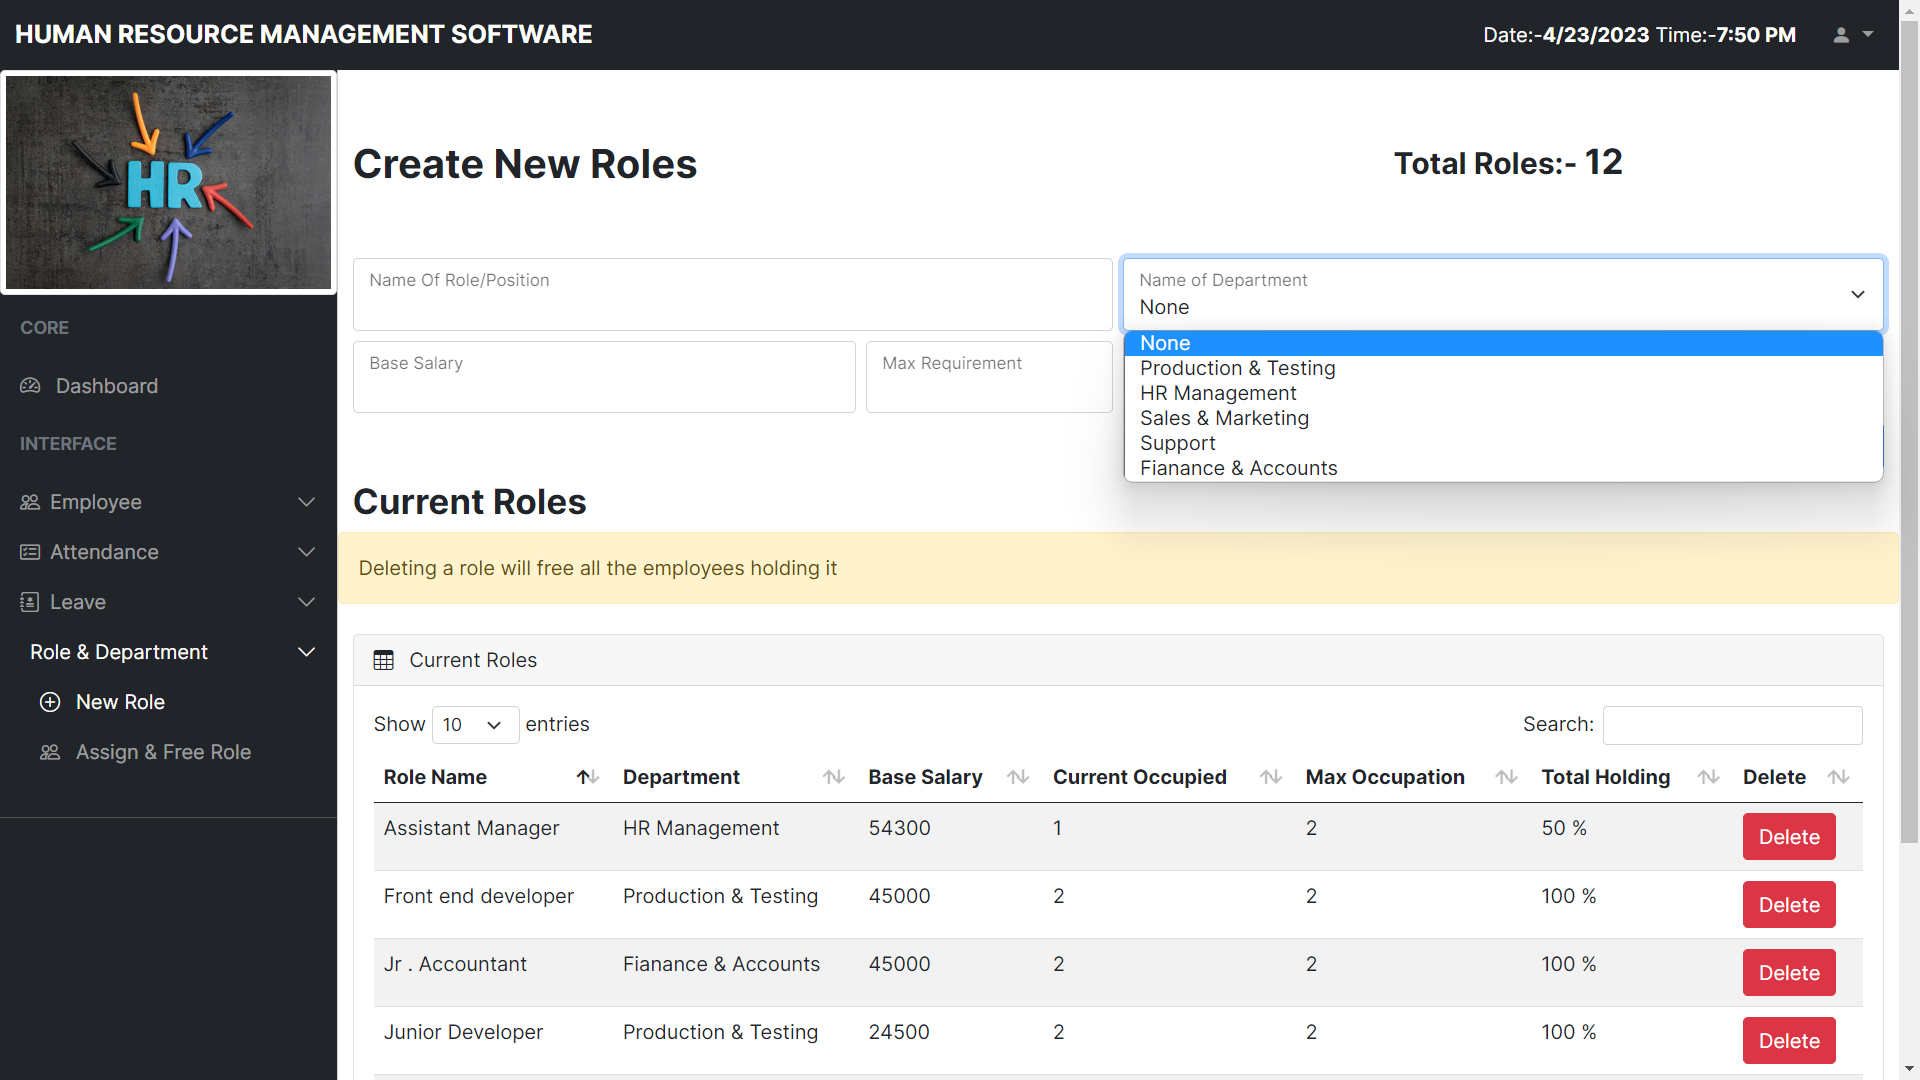 HUMAN RESOURCE MANAGEMENT SOFTWARE
Date:-4/23/2023 Time:-7:50 PM
HR
CORE
Dashboard
INTERFACE
Employee
Attendance
Leave
Role & Department
New Role
Assign & Free Role
Create New Roles
Total Roles:- 12
Name Of Role/Position
Name of Department
None
Base Salary
Max Requirement
None
Production & Testing
HR Management
Sales & Marketing
Support
Fianance & Accounts
Current Roles
Deleting a role will free all the employees holding it
Current Roles
Show 10 entries
Search:
Role Name Department Base Salary Current Occupied Max Occupation Total Holding Delete
Assistant Manager HR Management 54300 1 2 50 % Delete
Front end developer Production & Testing 45000 2 2 100 % Delete
Jr . Accountant Fianance & Accounts 45000 2 2 100 % Delete
Junior Developer Production & Testing 24500 2 2 100 % Delete